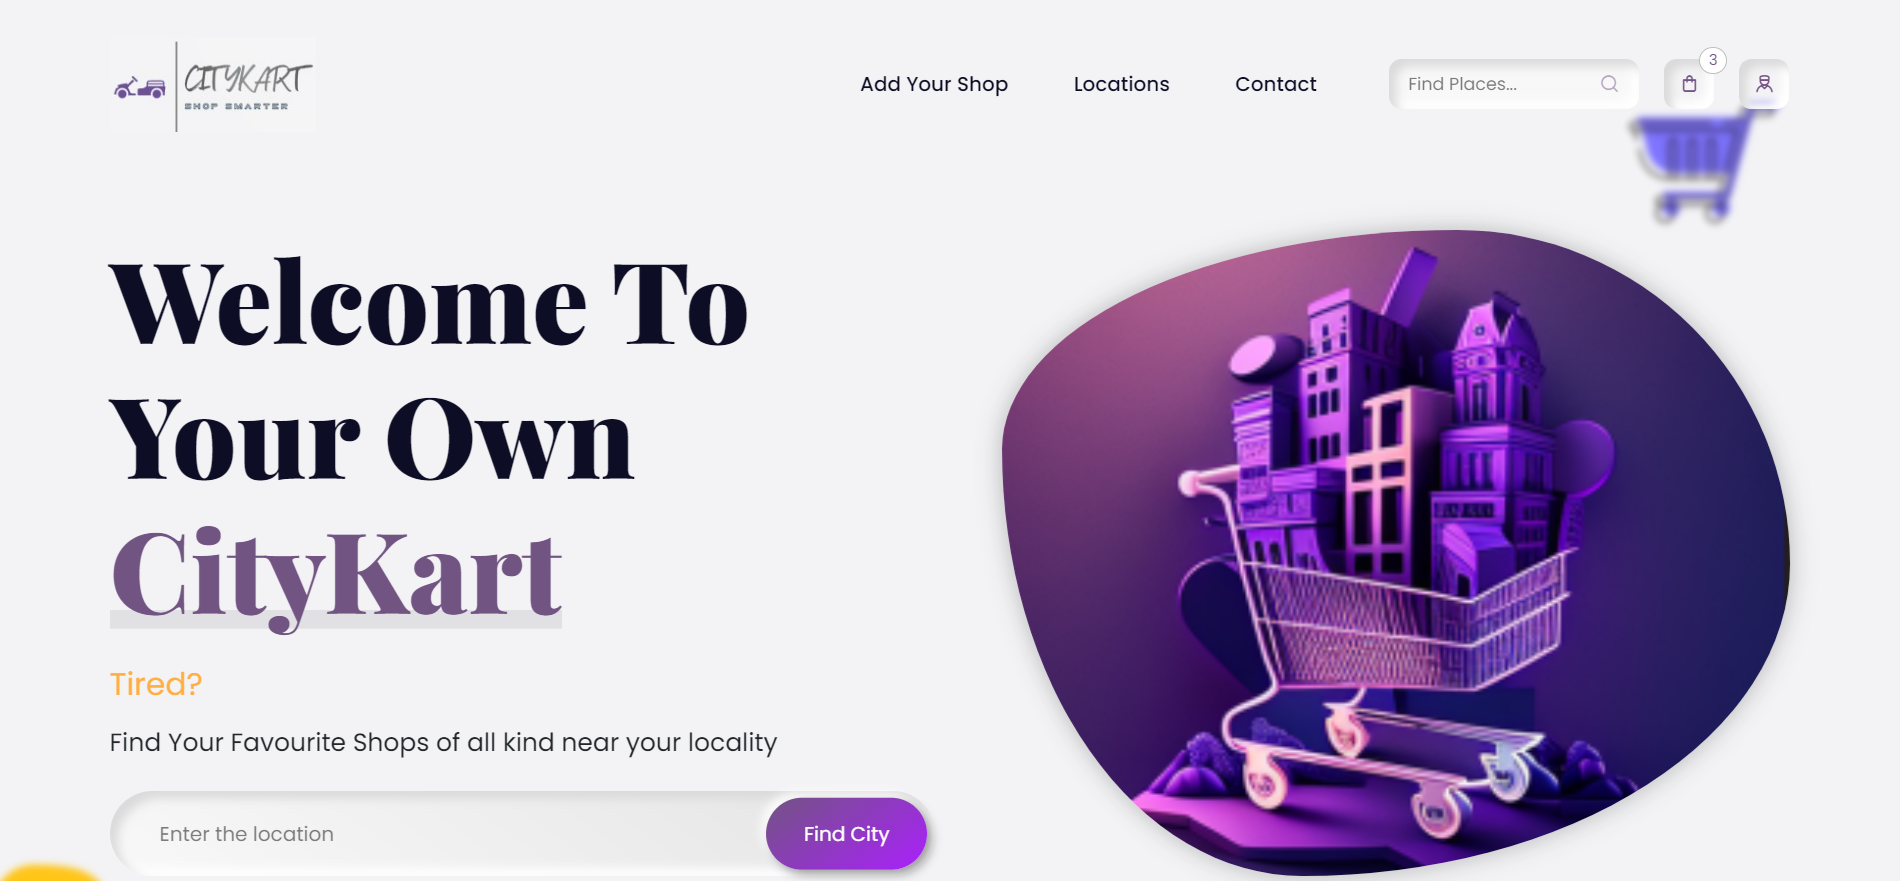 CITYKART
SHOP SMARTER
Add Your Shop
Locations
Contact
Find Places...
3
Welcome To
Your Own
CityKart
Tired?
Find Your Favourite Shops of all kind near your locality
Enter the location
Find City